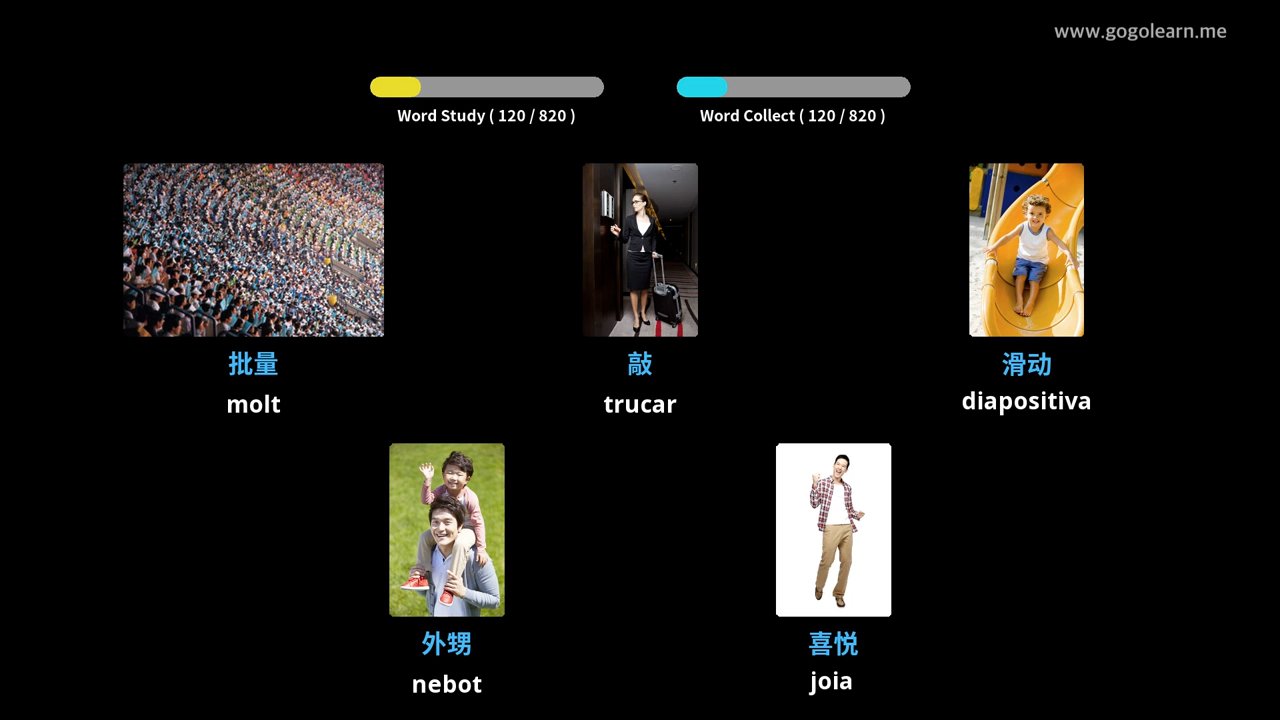 www.gogolearn.me
Word Study ( 120 / 820 )
Word Collect ( 120 / 820 )
批量
molt
敲
trucar
滑动
diapositiva
外甥
nebot
喜悦
joia